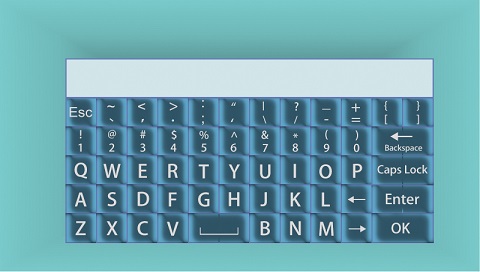 Esc ~ < > : “ | ? _ + { }
` , . ; ‘ \ / – = [ ]
! @ # $ % ^ & * ( )
1 2 3 4 5 6 7 8 9 0 ← Backspace
Q W E R T Y U I O P Caps Lock
A S D F G H J K L ← Enter
Z X C V B N M → OK